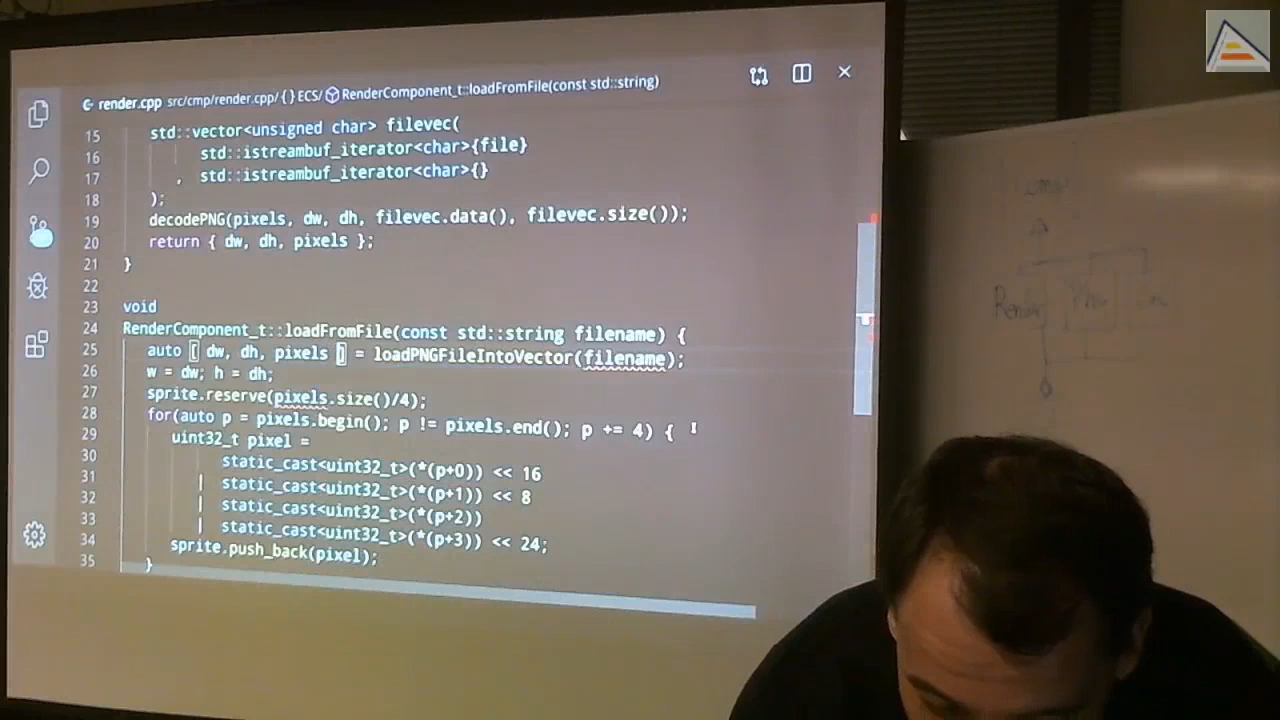 render.cpp src/cmp/render.cpp/ { } ECS/ RenderComponent_t::loadFromFile(const std::string)
15 std::vector<unsigned char> filevec(
16 std::istreambuf_iterator<char>{file}
17 , std::istreambuf_iterator<char>{}
18 );
19 decodePNG(pixels, dw, dh, filevec.data(), filevec.size());
20 return { dw, dh, pixels };
21 }
22
23 void
24 RenderComponent_t::loadFromFile(const std::string filename) {
25 auto [ dw, dh, pixels ] = loadPNGFileIntoVector(filename);
26 w = dw; h = dh;
27 sprite.reserve(pixels.size()/4);
28 for(auto p = pixels.begin(); p != pixels.end(); p += 4) {
29 uint32_t pixel =
30 static_cast<uint32_t>(*(p+0)) << 16
31 | static_cast<uint32_t>(*(p+1)) << 8
32 | static_cast<uint32_t>(*(p+2))
33 | static_cast<uint32_t>(*(p+3)) << 24;
34 sprite.push_back(pixel);
35 }
Render